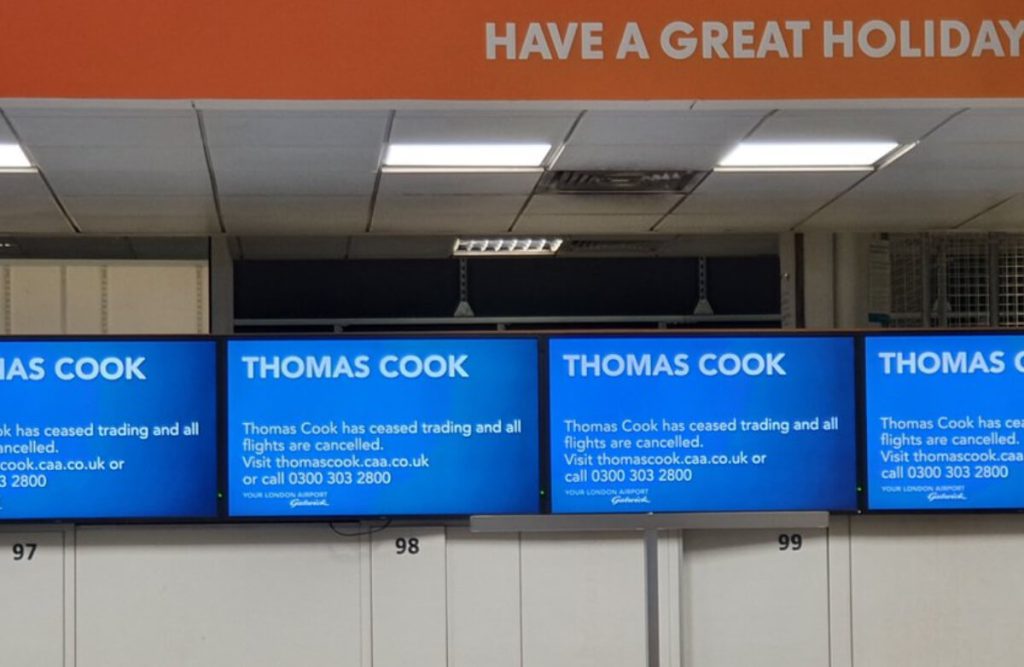 HAVE A GREAT HOLIDAY
AS COOK
ok has ceased trading and all
ancelled.
cook.caa.co.uk or
3 2800
THOMAS COOK
Thomas Cook has ceased trading and all
flights are cancelled.
Visit thomascook.caa.co.uk
or call 0300 303 2800
YOUR LONDON AIRPORT
Gatwick
THOMAS COOK
Thomas Cook has ceased trading and all
flights are cancelled.
Visit thomascook.caa.co.uk or
call 0300 303 2800
YOUR LONDON AIRPORT
Gatwick
THOMAS C
Thomas Cook has cea
flights are cancelled.
Visit thomascook.caa.
or call 0300 303 2800
YOUR LONDON AIRPORT
Gatwick
97
98
99